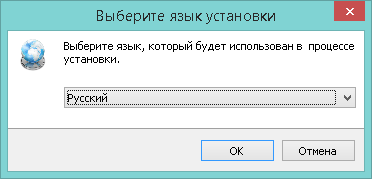 Выберите язык установки
Выберите язык, который будет использован в процессе
установки.
Русский
OK
Отмена